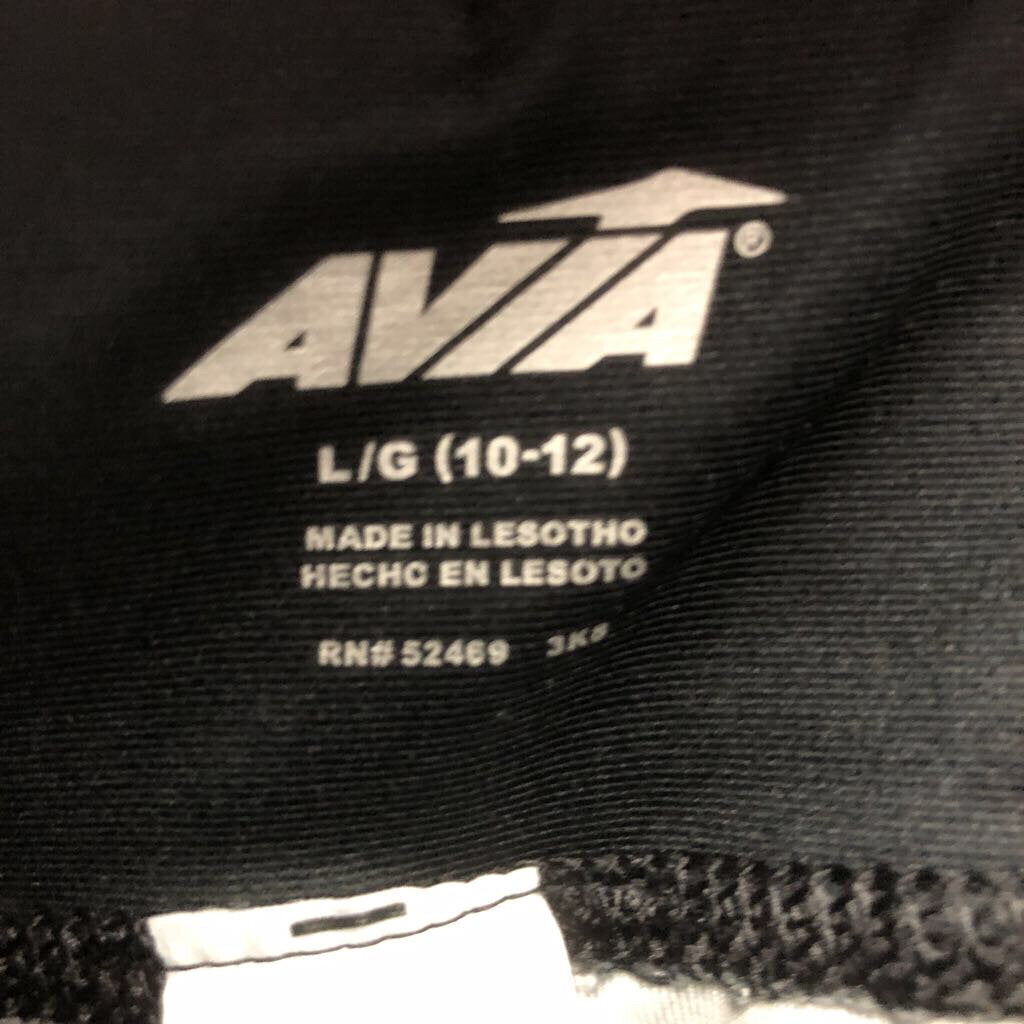 AVIA®
L/G (10-12)
MADE IN LESOTHO
HECHO EN LESOTO
RN# 52469